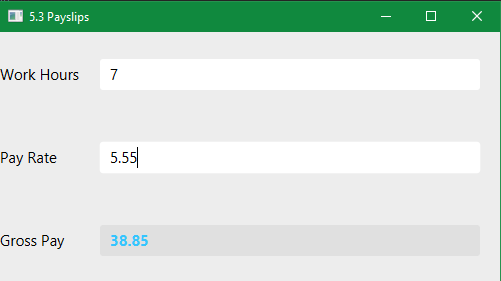 5.3 Payslips
Work Hours 7
Pay Rate 5.55
Gross Pay 38.85